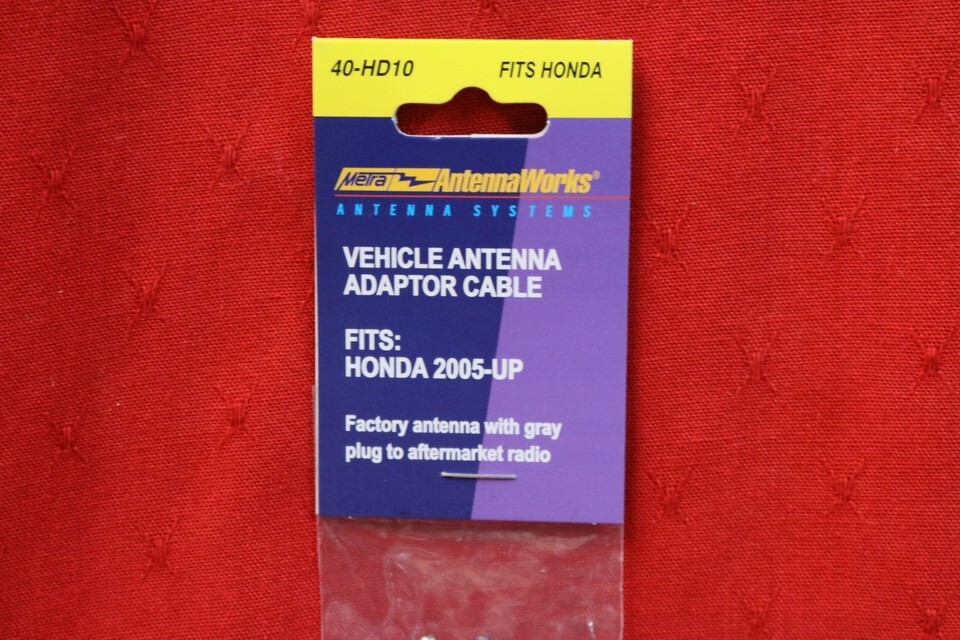 40-HD10 FITS HONDA
Metra AntennaWorks®
ANTENNA SYSTEMS
VEHICLE ANTENNA
ADAPTOR CABLE
FITS:
HONDA 2005-UP
Factory antenna with gray
plug to aftermarket radio